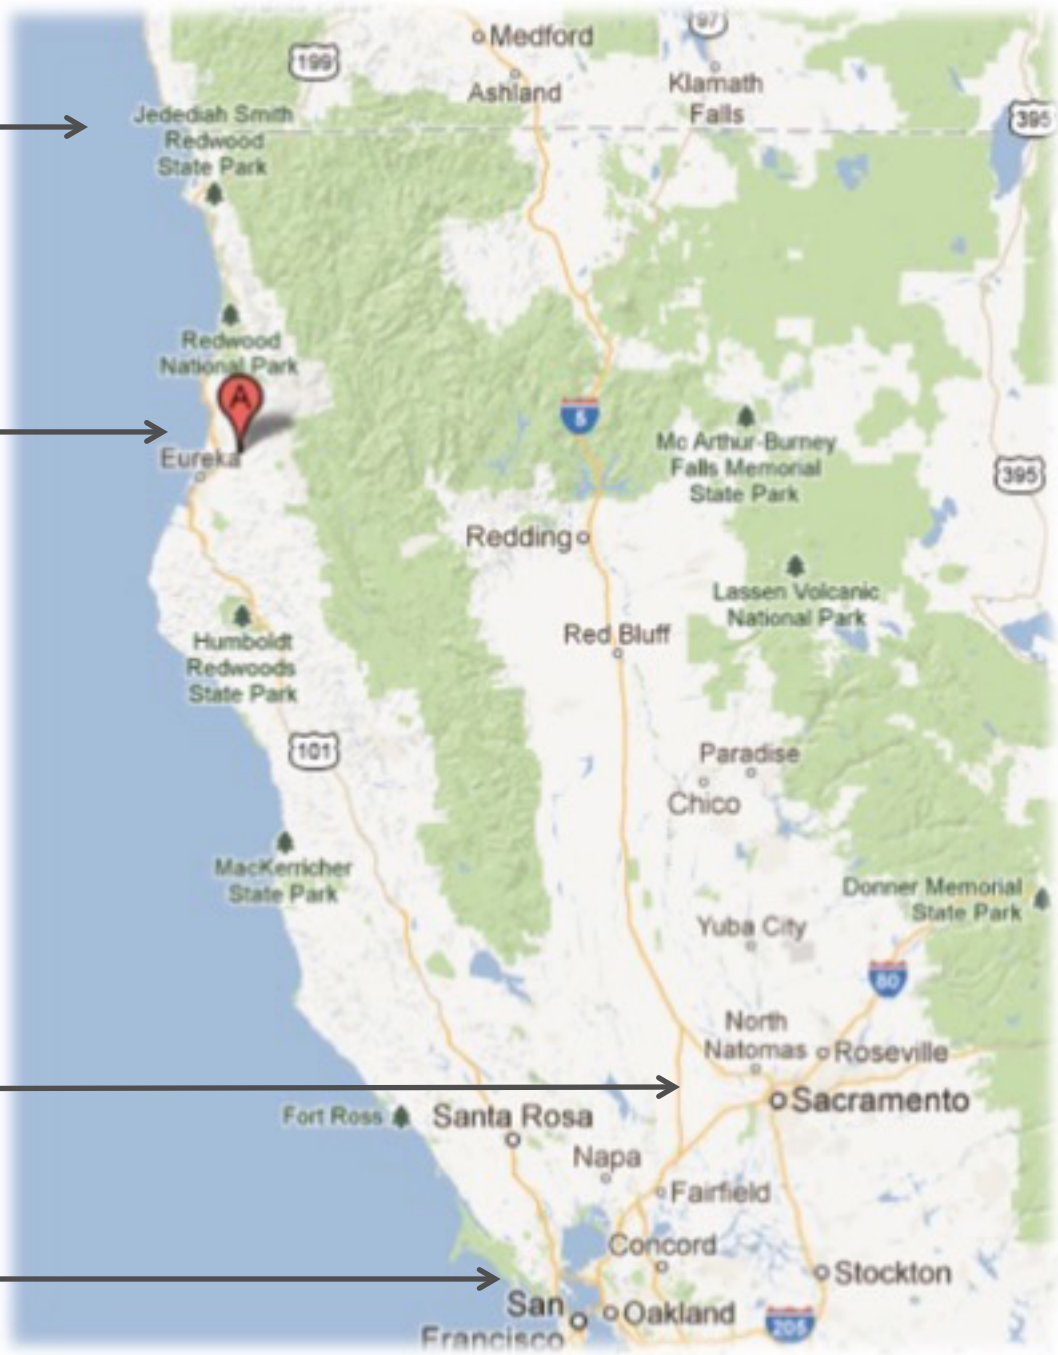 Medford
97
199
Ashland
Klamath
Falls
Jedediah Smith
Redwood
State Park
395
Redwood
National Park
A
5
Mc Arthur-Burney
Falls Memorial
State Park
Eureka
395
Redding
Lassen Volcanic
National Park
Red Bluff
Humboldt
Redwoods
State Park
101
Paradise
Chico
MacKerricher
State Park
Donner Memorial
State Park
Yuba City
80
North
Natomas
Roseville
Sacramento
Fort Ross
Santa Rosa
Napa
Fairfield
Concord
Stockton
San
Francisco
Oakland
205